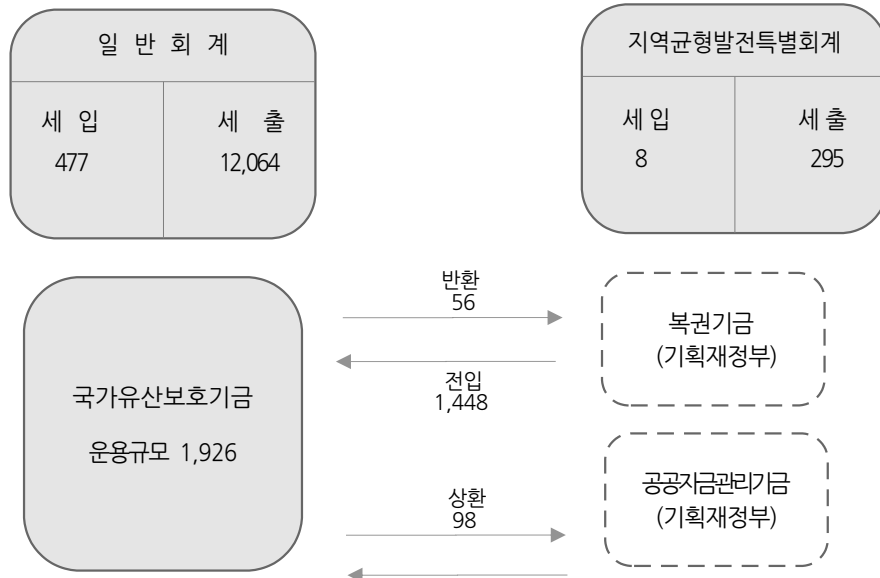 일 반 회 계
세 입 세 출
477 12,064
지역균형발전특별회계
세 입 세 출
8 295
국가유산보호기금
운용규모 1,926
반환
56
전입
1,448
복권기금
(기획재정부)
상환
98
공공자금관리기금
(기획재정부)